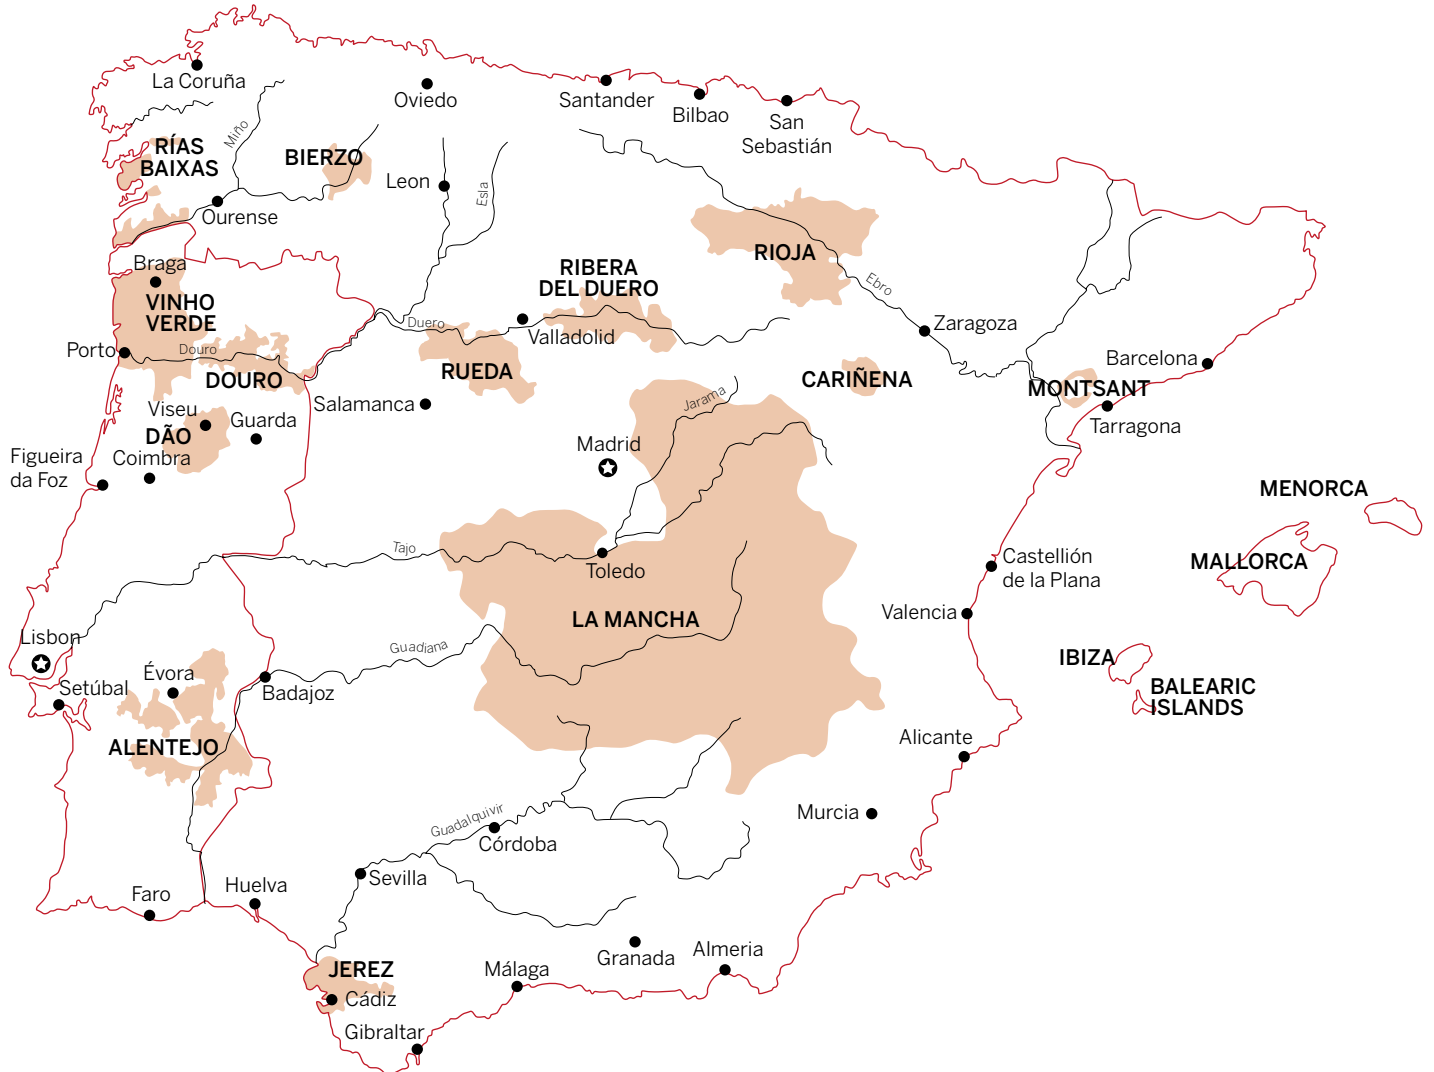 La Coruña
Oviedo
Santander
Bilbao
San
Sebastián
Miño
RÍAS
BAIXAS
BIERZO
Leon
Esla
Ourense
RIOJA
Braga
RIBERA
DEL DUERO
Ebro
VINHO
VERDE
Duero
Valladolid
Zaragoza
Porto
Douro
DOURO
RUEDA
CARIÑENA
Barcelona
MONTSANT
Tarragona
Viseu
Guarda
Salamanca
Jarama
DÃO
Coimbra
Madrid
Figueira
da Foz
MENORCA
Tajo
Toledo
Castellón
de la Plana
MALLORCA
LA MANCHA
Valencia
Lisbon
Guadiana
IBIZA
Évora
Setúbal
Badajoz
BALEARIC
ISLANDS
ALENTEJO
Alicante
Murcia
Guadalquivir
Córdoba
Sevilla
Faro
Huelva
Granada
Almeria
JEREZ
Málaga
Cádiz
Gibraltar